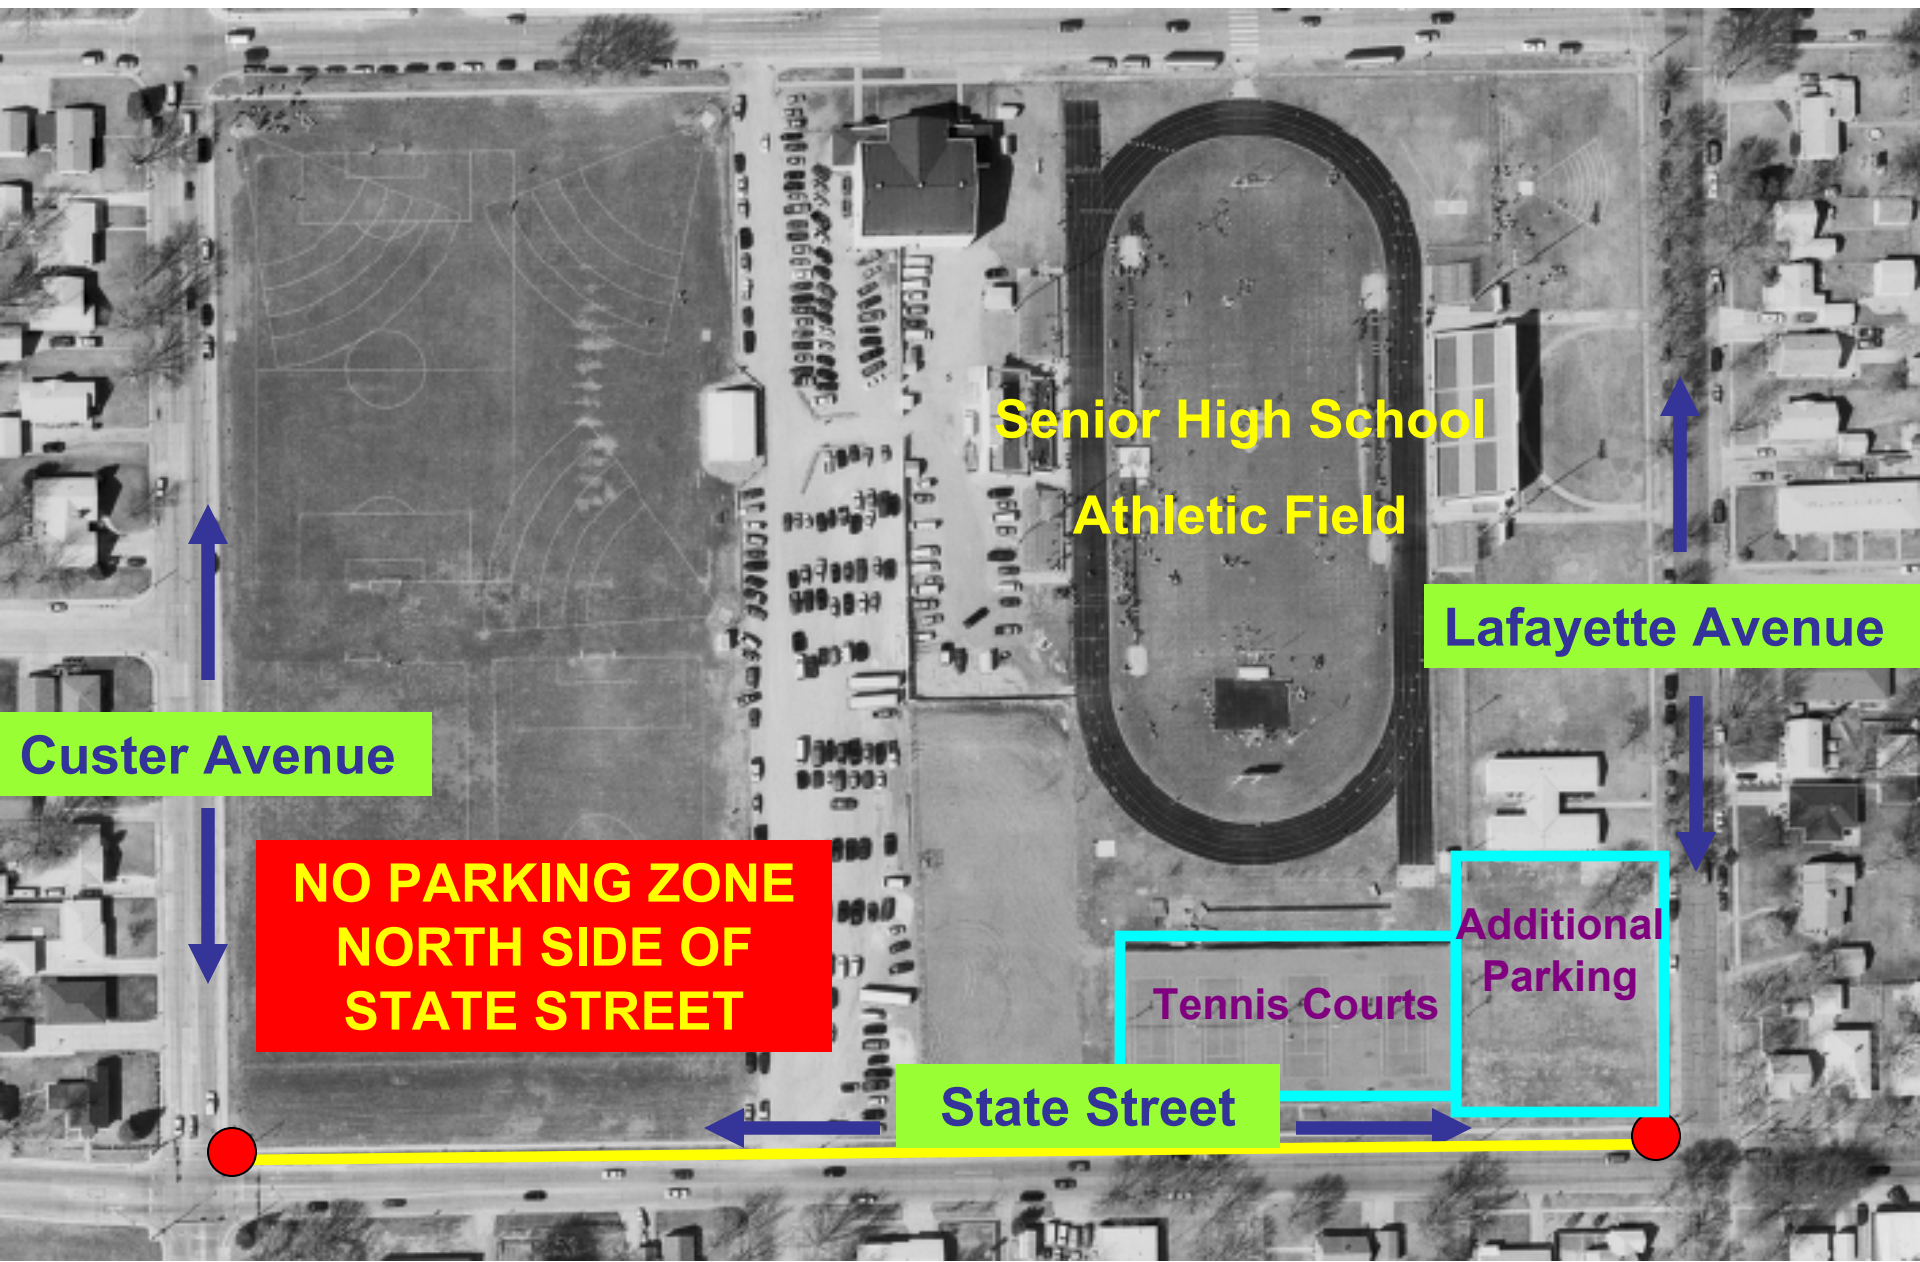 Senior High School
Athletic Field
Lafayette Avenue
Custer Avenue
NO PARKING ZONE
NORTH SIDE OF
STATE STREET
Additional
Parking
Tennis Courts
State Street